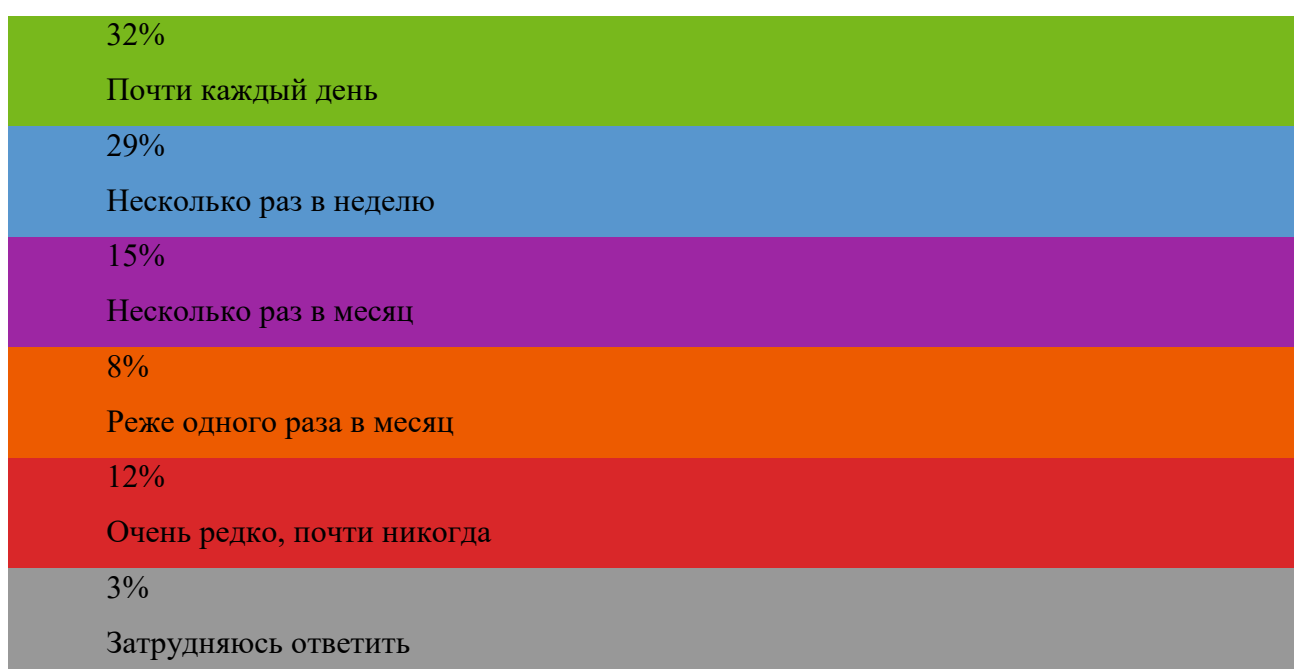 32%
Почти каждый день
29%
Несколько раз в неделю
15%
Несколько раз в месяц
8%
Реже одного раза в месяц
12%
Очень редко, почти никогда
3%
Затрудняюсь ответить